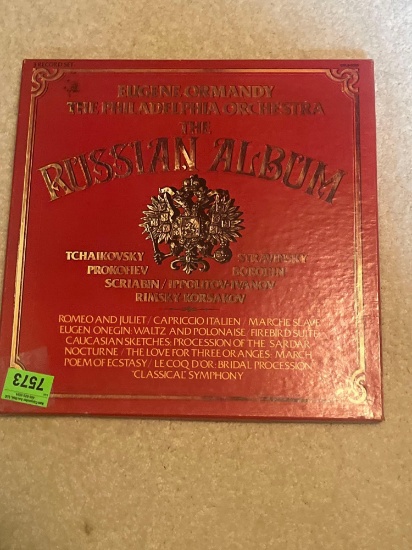 EUGENE ORMANDY
THE PHILADELPHIA ORCHESTRA
THE
RUSSIAN ALBUM
TCHAIKOVSKY STRAVINSKY
PROKOFIEV BORODIN
SCRIABIN / IPPOLITOV-IVANOV
RIMSKY-KORSAKOV
ROMEO AND JULIET / CAPRICCIO ITALIEN / MARCHE SLAVE
EUGEN ONEGIN: WALTZ AND POLONAISE / FIREBIRD SUITE
CAUCASIAN SKETCHES: PROCESSION OF THE SARDAR
NOCTURNE / THE LOVE FOR THREE ORANGES: MARCH
POEM OF ECSTASY / LE COQ D'OR: BRIDAL PROCESSION
"CLASSICAL" SYMPHONY
7573